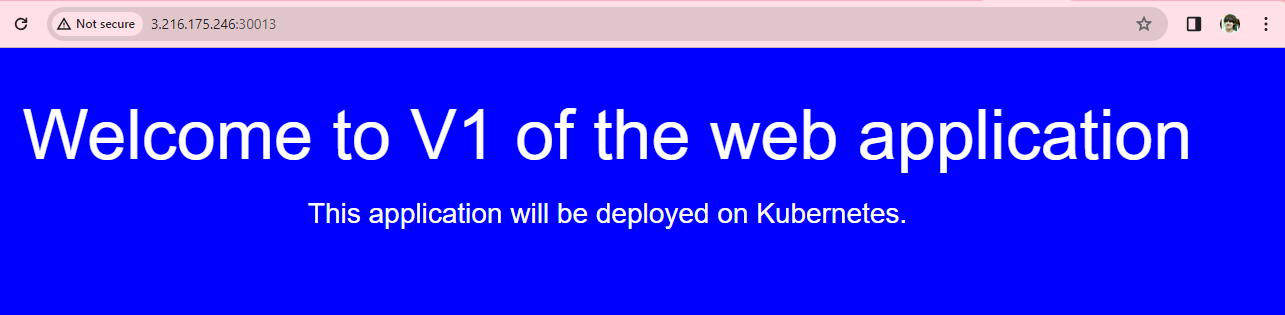 Not secure 3.216.175.246:30013
Welcome to V1 of the web application
This application will be deployed on Kubernetes.